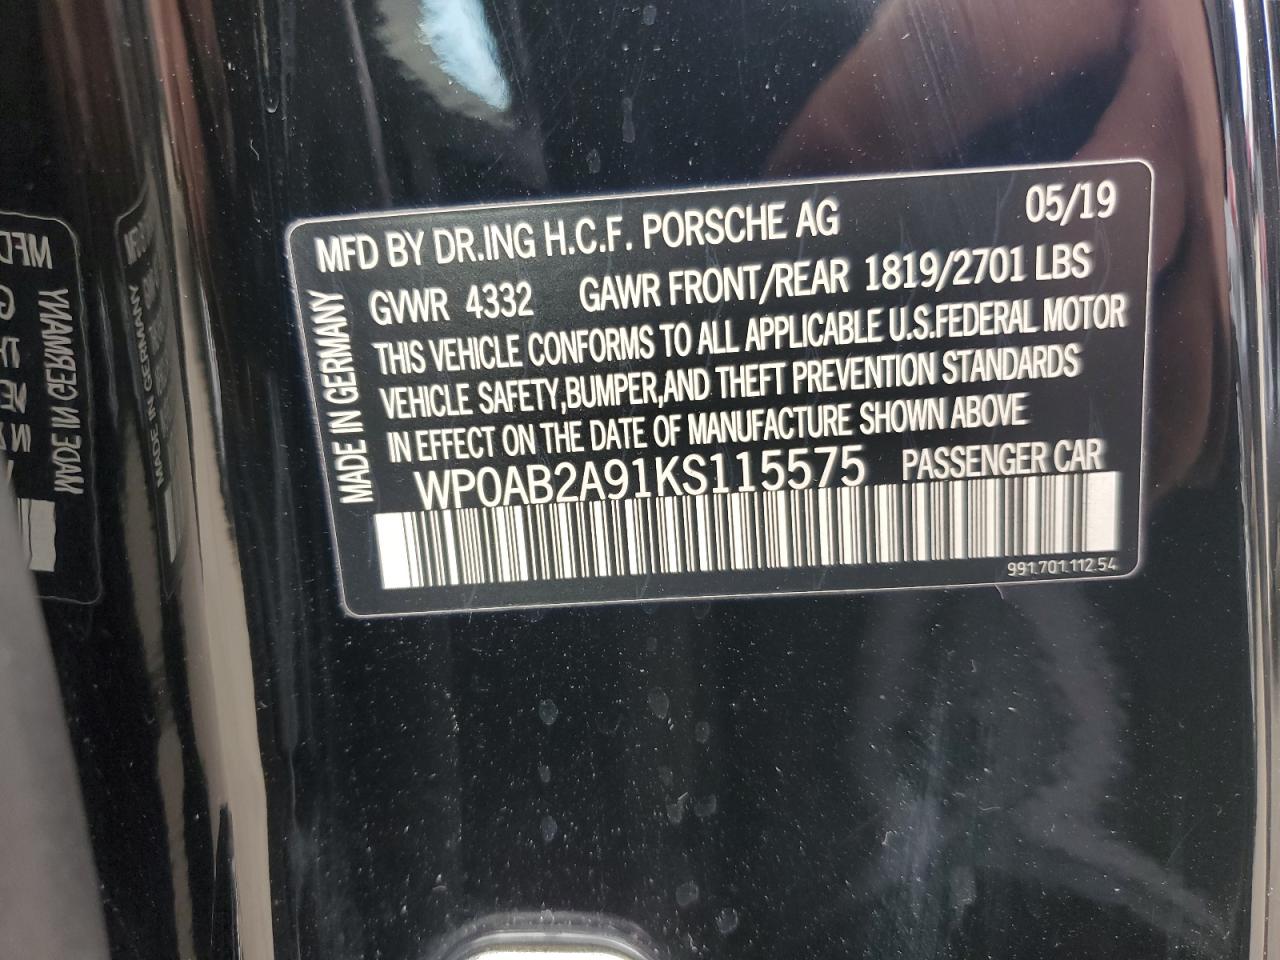 MFD BY DR.ING H.C.F. PORSCHE AG 05/19
GVWR 4332 GAWR FRONT/REAR 1819/2701 LBS
THIS VEHICLE CONFORMS TO ALL APPLICABLE U.S.FEDERAL MOTOR
VEHICLE SAFETY,BUMPER,AND THEFT PREVENTION STANDARDS
IN EFFECT ON THE DATE OF MANUFACTURE SHOWN ABOVE
WP0AB2A91KS115575 PASSENGER CAR
991.701.112.54
MADE IN GERMANY